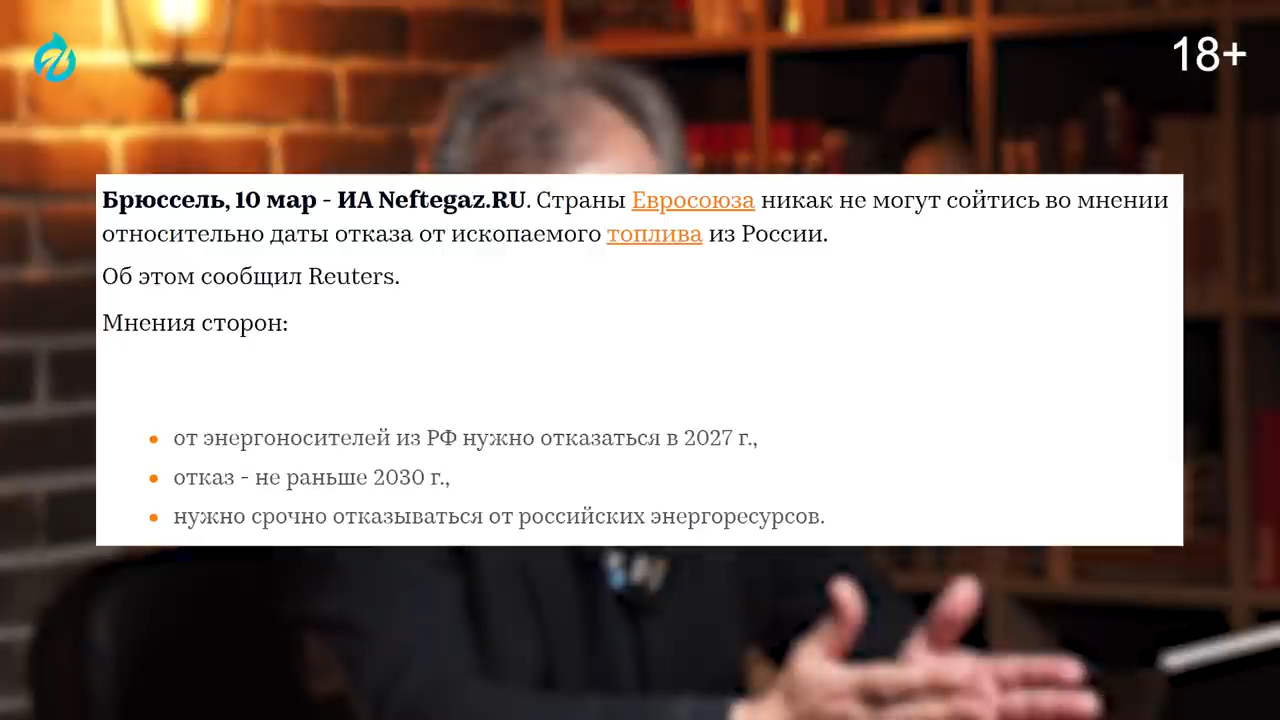 18+
Брюссель, 10 мар - ИА Neftegaz.RU. Страны Евросоюза никак не могут сойтись во мнении
относительно даты отказа от ископаемого топлива из России.
Об этом сообщил Reuters.
Мнения сторон:
от энергоносителей из РФ нужно отказаться в 2027 г.,
отказ - не раньше 2030 г.,
нужно срочно отказываться от российских энергоресурсов.